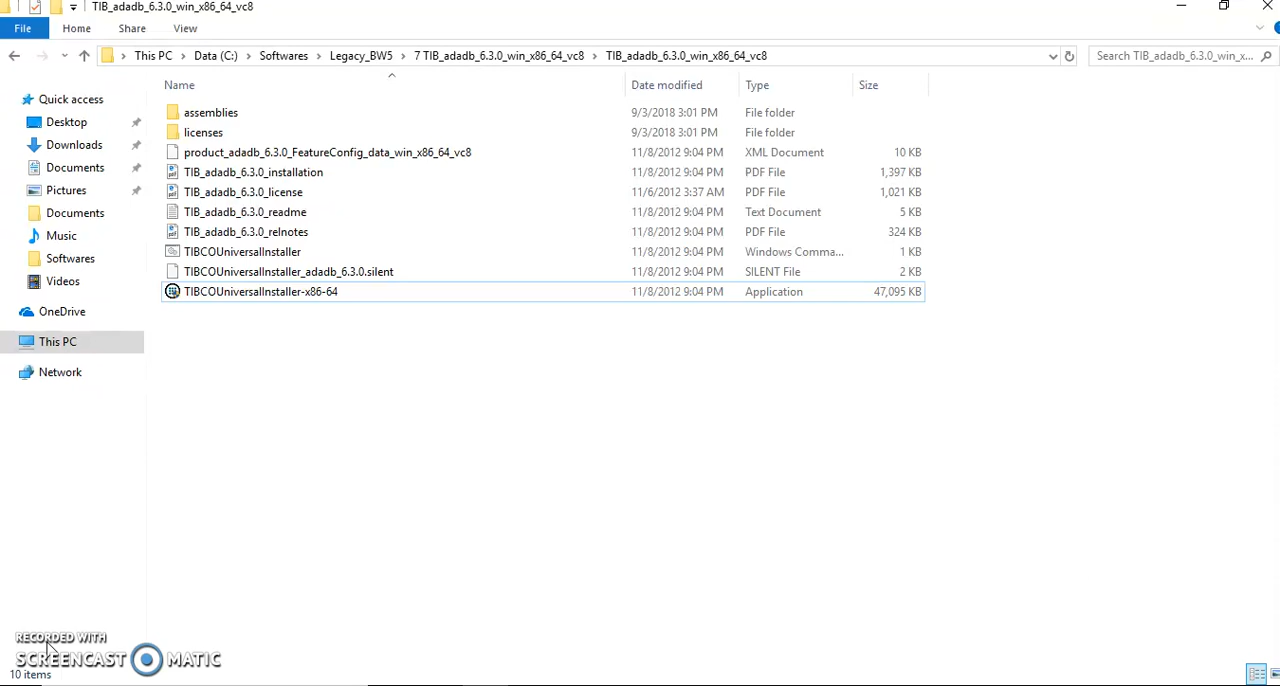 TIB_adadb_6.3.0_win_x86_64_vc8
File Home Share View
This PC Data (C:) Softwares Legacy_BW5 7 TIB_adadb_6.3.0_win_x86_64_vc8 TIB_adadb_6.3.0_win_x86_64_vc8 Search TIB_adadb_6.3.0_win_x...
Name Date modified Type Size
Quick access
Desktop
Downloads
Documents
Pictures
Documents
Music
Softwares
Videos
OneDrive
This PC
Network
assemblies 9/3/2018 3:01 PM File folder
licenses 9/3/2018 3:01 PM File folder
product_adadb_6.3.0_FeatureConfig_data_win_x86_64_vc8 11/8/2012 9:04 PM XML Document 10 KB
TIB_adadb_6.3.0_installation 11/8/2012 9:04 PM PDF File 1,397 KB
TIB_adadb_6.3.0_license 11/6/2012 3:37 AM PDF File 1,021 KB
TIB_adadb_6.3.0_readme 11/8/2012 9:04 PM Text Document 5 KB
TIB_adadb_6.3.0_relnotes 11/8/2012 9:04 PM PDF File 324 KB
TIBCOUniversalInstaller 11/8/2012 9:04 PM Windows Comma... 1 KB
TIBCOUniversalInstaller_adadb_6.3.0.silent 11/8/2012 9:04 PM SILENT File 2 KB
TIBCOUniversalInstaller-x86-64 11/8/2012 9:04 PM Application 47,095 KB
RECORDED WITH
SCREENCAST MATIC
10 items